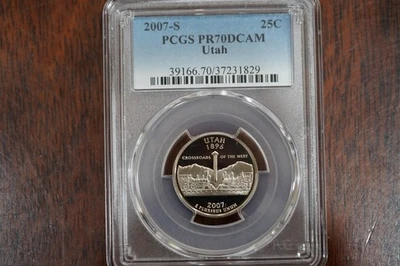 2007-S 25C
PCGS PR70DCAM
Utah
39166.70/37231829
UTAH
1896
CROSSROADS OF THE WEST
2007
E PLURIBUS UNUM